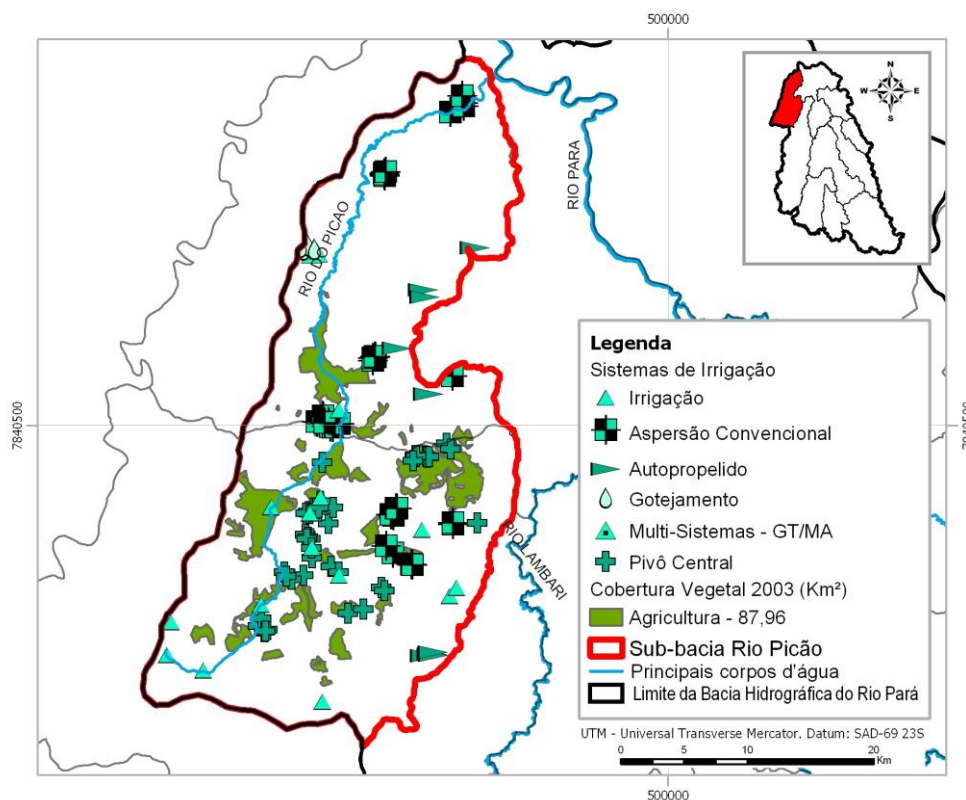 500000
N
W E
S
RIO PARA
RIO DO PICAO
7840500
7840500
RIO LAMBARI
Legenda
Sistemas de Irrigação
Irrigação
Aspersão Convencional
Autopropelido
Gotejamento
Multi-Sistemas - GT/MA
Pivô Central
Cobertura Vegetal 2003 (Km²)
Agricultura - 87,96
Sub-bacia Rio Picão
Principais corpos d'água
Limite da Bacia Hidrográfica do Rio Pará
UTM - Universal Transverse Mercator. Datum: SAD-69 23S
0 5 10 20
Km
500000